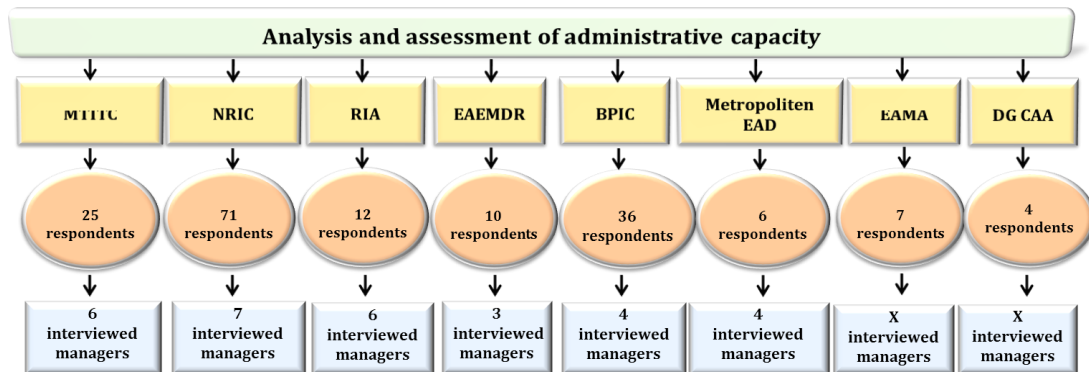 Analysis and assessment of administrative capacity
MTITC
NRIC
RIA
EAEMDR
BPIC
Metropoliten
EAD
EAMA
DG CAA
25
respondents
71
respondents
12
respondents
10
respondents
36
respondents
6
respondents
7
respondents
4
respondents
6
interviewed
managers
7
interviewed
managers
6
interviewed
managers
3
interviewed
managers
4
interviewed
managers
4
interviewed
managers
X
interviewed
managers
X
interviewed
managers